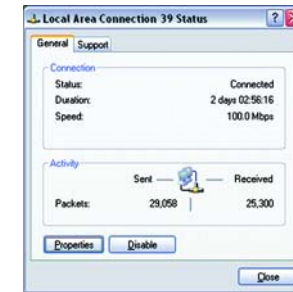 Local Area Connection 39 Status
General Support
Connection
Status: Connected
Duration: 2 days 02:56:16
Speed: 100.0 Mbps
Activity
Sent Received
Packets: 29,058 25,300
Properties Disable
Close